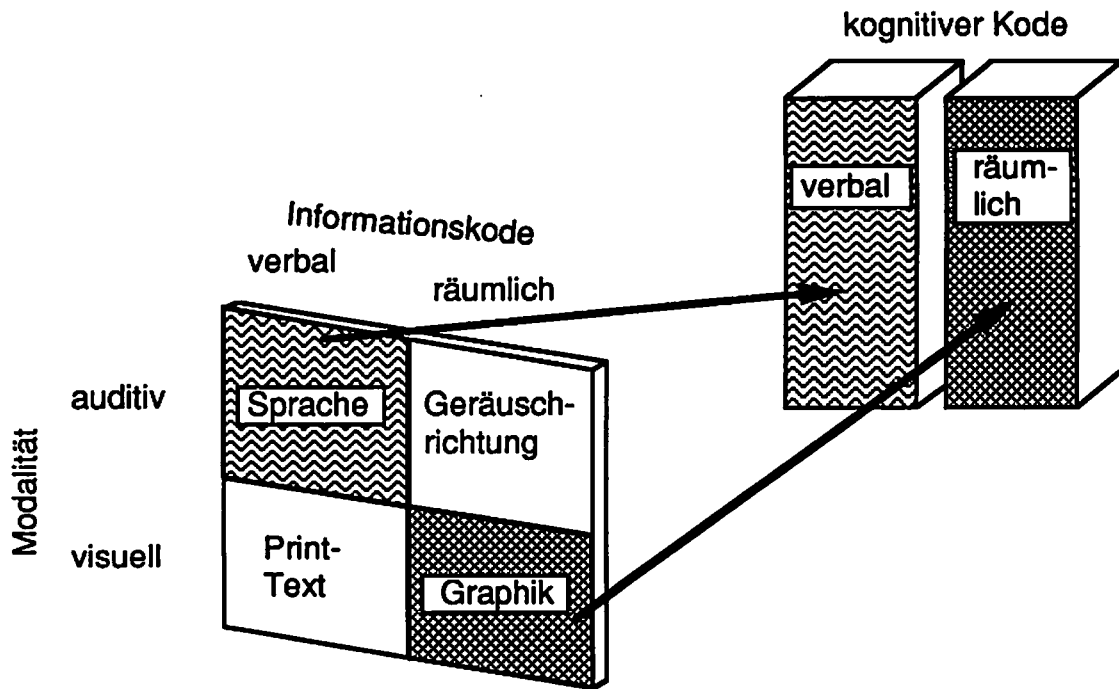 kognitiver Kode
verbal
räum-
lich
Informationskode
verbal
räumlich
Modalität
auditiv
Sprache
Geräusch-
richtung
visuell
Print-
Text
Graphik